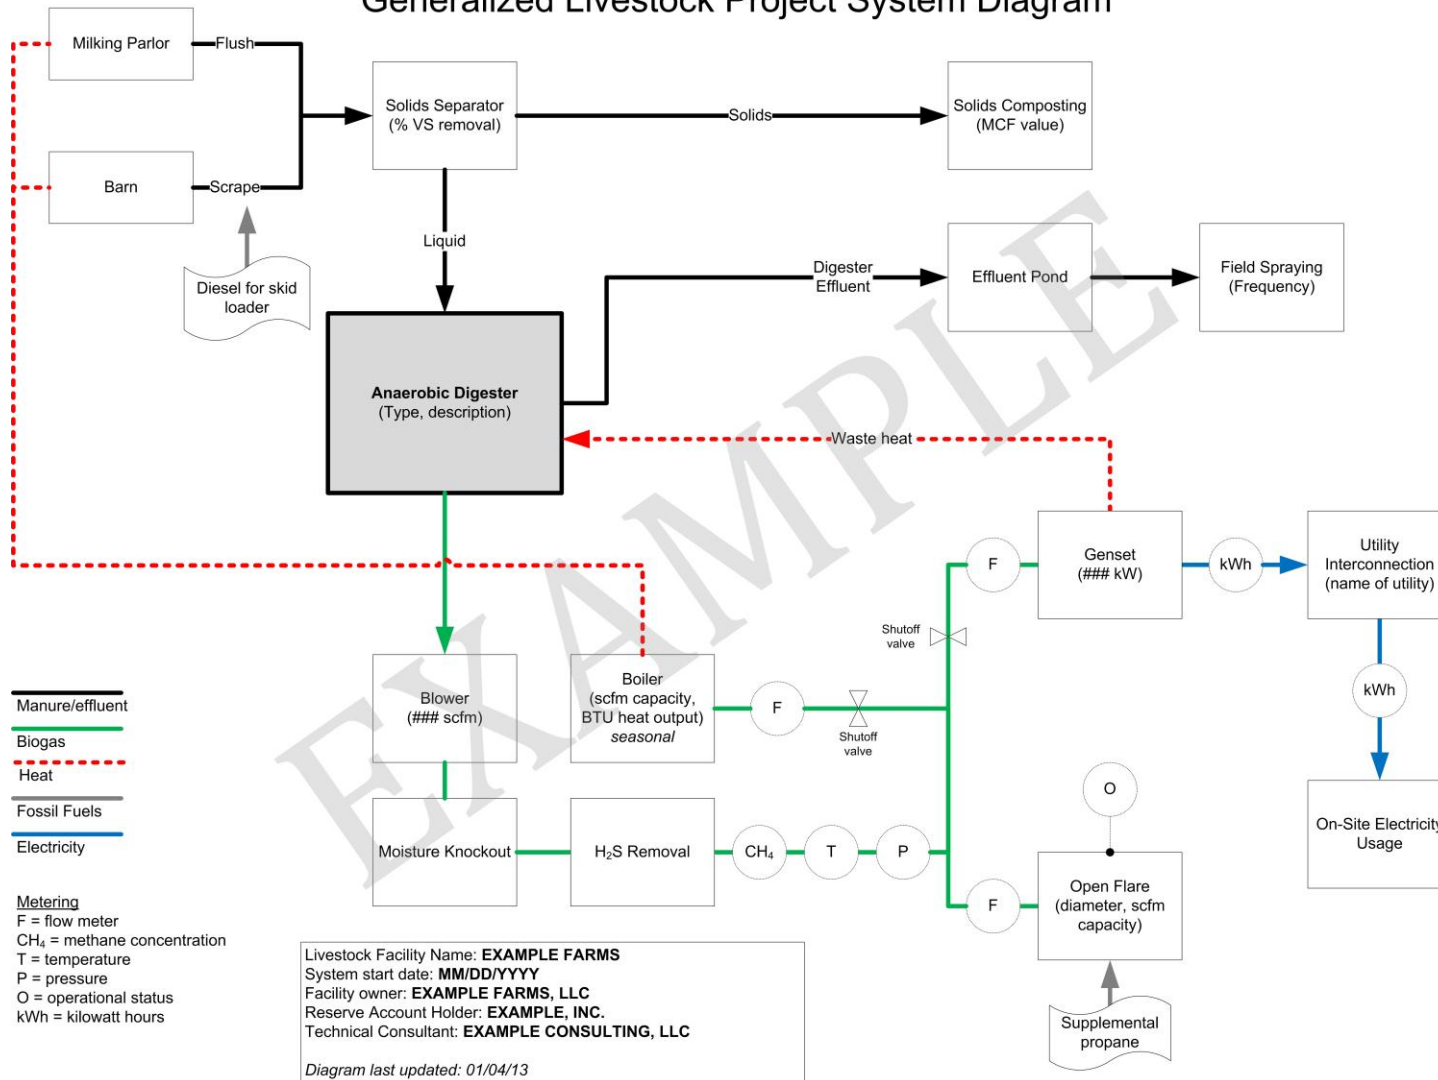 Generalized Livestock Project System Diagram
Milking Parlor
Flush
Solids Separator
(% VS removal)
Solids
Solids Composting
(MCF value)
Barn
Scrape
Diesel for skid
loader
Liquid
Digester
Effluent
Effluent Pond
Field Spraying
(Frequency)
Anaerobic Digester
(Type, description)
Waste heat
EXAMPLE
F
Genset
(### kW)
kWh
Utility
Interconnection
(name of utility)
Shutoff
valve
kWh
Blower
(### scfm)
Boiler
(scfm capacity,
BTU heat output)
seasonal
F
Shutoff
valve
On-Site Electricity
Usage
Moisture Knockout
H₂S Removal
CH₄
T
P
O
F
Open Flare
(diameter, scfm
capacity)
Supplemental
propane
Manure/effluent
Biogas
Heat
Fossil Fuels
Electricity
Metering
F = flow meter
CH₄ = methane concentration
T = temperature
P = pressure
O = operational status
kWh = kilowatt hours
Livestock Facility Name: EXAMPLE FARMS
System start date: MM/DD/YYYY
Facility owner: EXAMPLE FARMS, LLC
Reserve Account Holder: EXAMPLE, INC.
Technical Consultant: EXAMPLE CONSULTING, LLC
Diagram last updated: 01/04/13